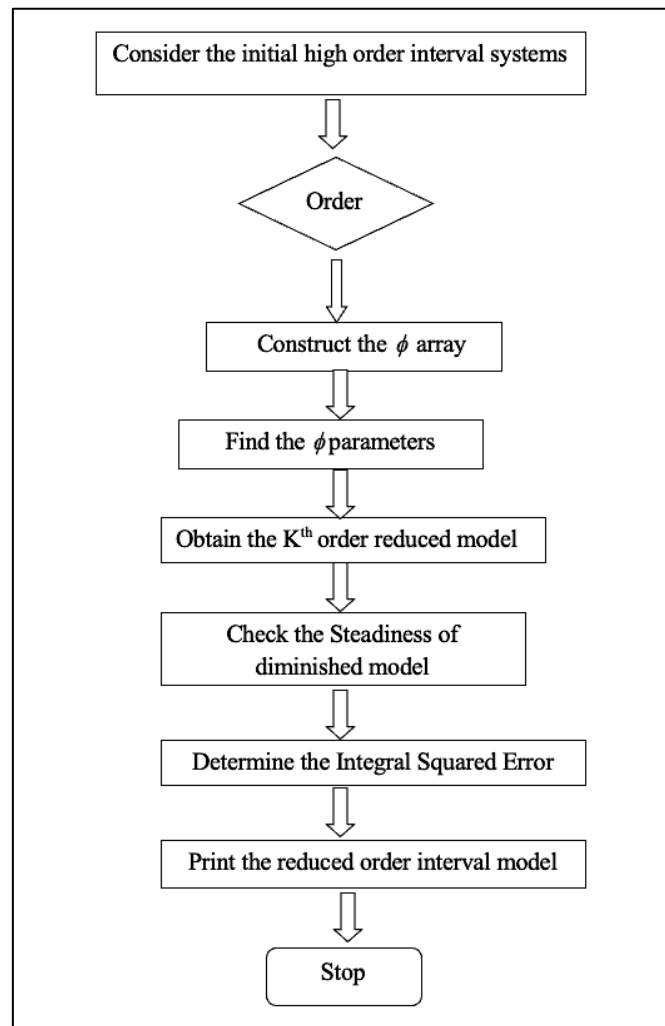 Consider the initial high order interval systems
Order
Construct the ϕ array
Find the ϕ parameters
Obtain the Kth order reduced model
Check the Steadiness of
diminished model
Determine the Integral Squared Error
Print the reduced order interval model
Stop